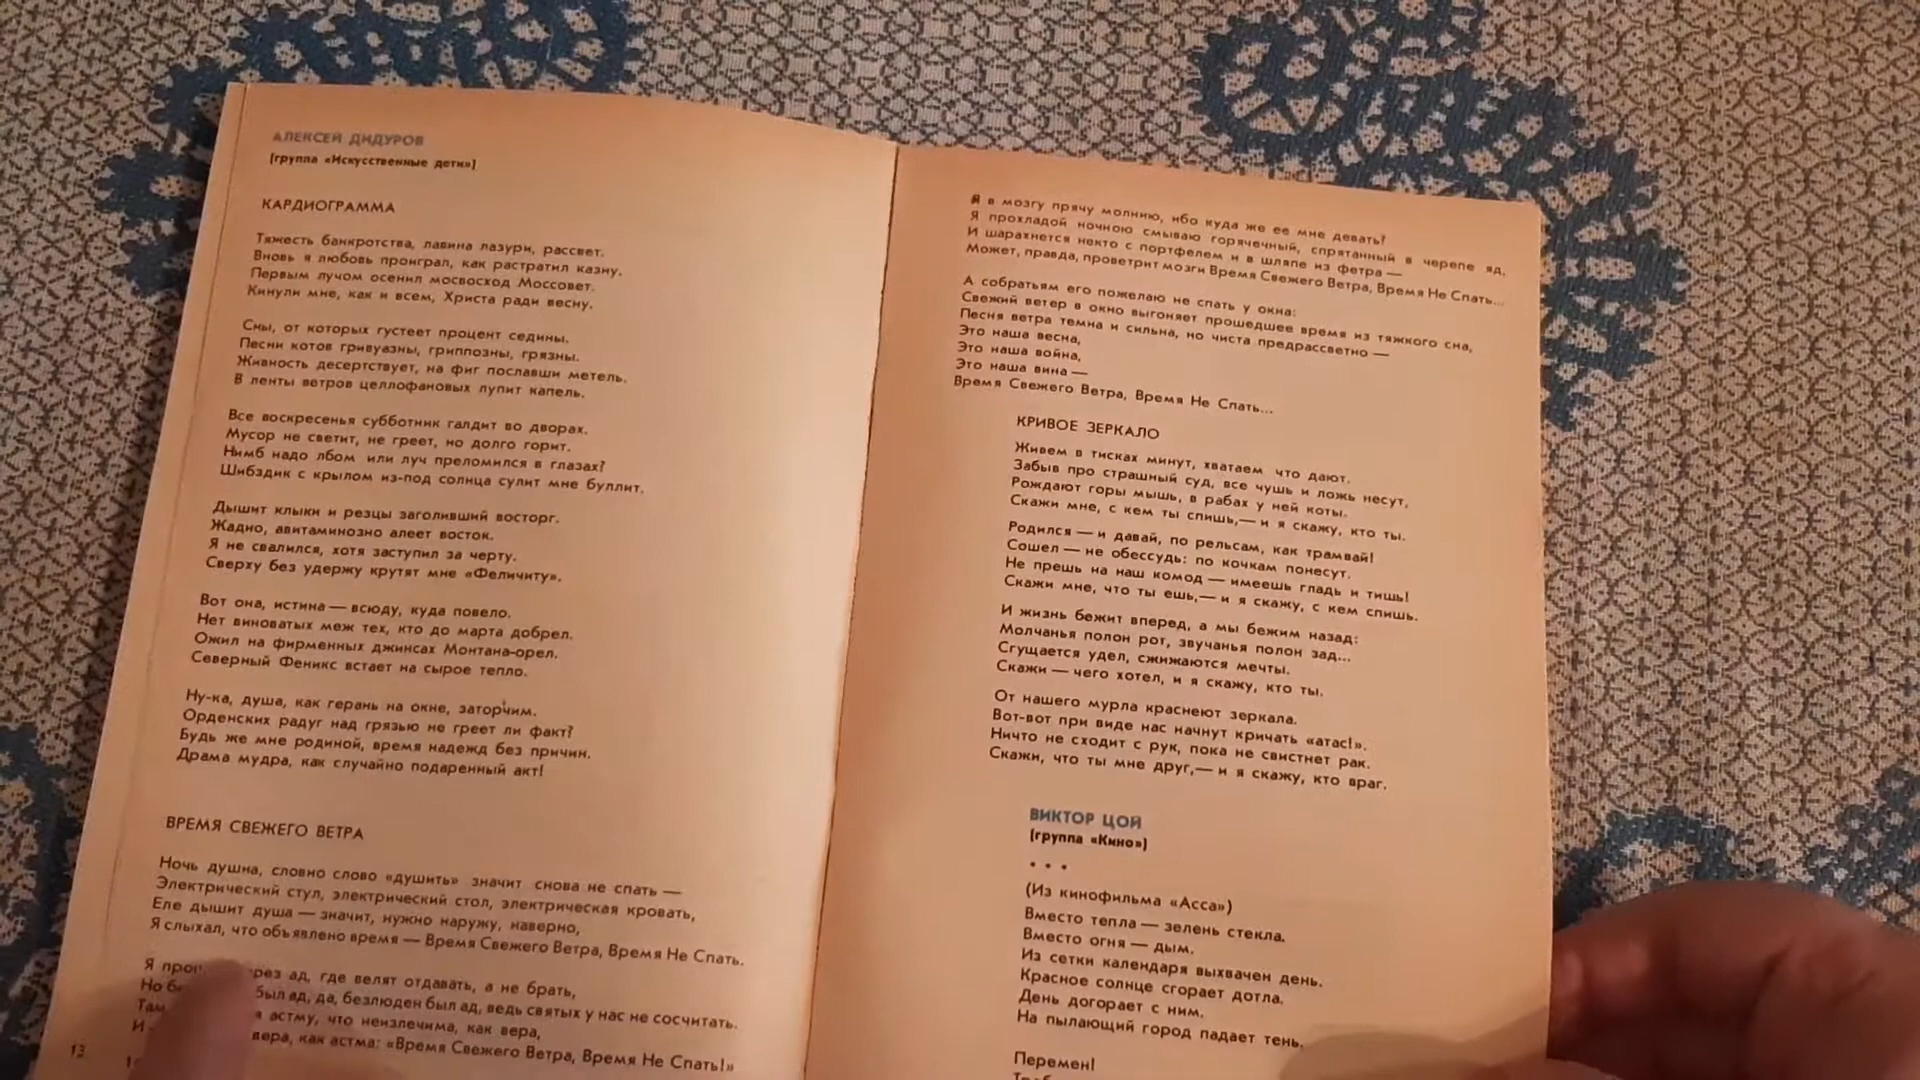 АЛЕКСЕЙ ДИДУРОВ
(группа «Искусственные дети»)
КАРДИОГРАММА
Тяжесть банкротства, лавина лазури, рассвет.
Вновь я любовь проиграл, как растратил казну.
Первым лучом осенил мосвосход Моссовет.
Кинули мне, как и всем, Христа ради весну.
Сны, от которых густеет процент седины.
Песни котов гривуазны, гриппозны, грязны.
Живность десертствует, на фиг пославши метель.
В ленты ветров целлофановых лупит капель.
Все воскресенья субботник галдит во дворах.
Мусор не светит, не греет, но долго горит.
Нимб надо лбом или луч преломился в глазах?
Шибздик с крылом из-под солнца сулит мне буллит.
Дышит клыки и резцы заголивший восторг.
Жадно, авитаминозно алеет восток.
Я не свалился, хотя заступил за черту.
Сверху без удержу крутят мне «Феличиту».
Вот она, истина — всюду, куда повело.
Нет виноватых меж тех, кто до марта добрел.
Ожил на фирменных джинсах Монтана-орел.
Северный Феникс встает на сырое тепло.
Ну-ка, душа, как герань на окне, заторчим.
Орденских радуг над грязью не греет ли факт?
Будь же мне родиной, время надежд без причин.
Драма мудра, как случайно подаренный акт!
ВРЕМЯ СВЕЖЕГО ВЕТРА
Ночь душна, словно слово «душить» значит снова не спать —
Электрический стул, электрический стол, электрическая кровать,
Еле дышит душа — значит, нужно наружу, наверно,
Я слыхал, что объявлено время — Время Свежего Ветра, Время Не Спать.
Я ад, где велят отдавать, а не брать,
Но был ад, да, безлюден был ад, ведь святых у нас не сосчитать.
Там астму, что неизлечима, как вера,
И вера, как астма: «Время Свежего Ветра, Время Не Спать!»
13
Я в мозгу прячу молнию, ибо куда же ее мне девать?
Я прохладой ночною смываю горячечный, спрятанный в черепе яд,
И шарахнется некто с портфелем и в шляпе из фетра —
Может, правда, проветрит мозги Время Свежего Ветра, Время Не Спать...
А собратьям его пожелаю не спать у окна:
Свежий ветер в окно выгоняет прошедшее время из тяжкого сна,
Песня ветра темна и сильна, но чиста предрассветно —
Это наша весна,
Это наша война,
Это наша вина —
Время Свежего Ветра, Время Не Спать...
КРИВОЕ ЗЕРКАЛО
Живем в тисках минут, хватаем что дают.
Забыв про страшный суд, все чушь и ложь несут,
Рождают горы мышь, в рабах у ней коты.
Скажи мне, с кем ты спишь,— и я скажу, кто ты.
Родился — и давай, по рельсам, как трамвай!
Сошел — не обессудь: по кочкам понесут.
Не прешь на наш комод — имеешь гладь и тишь!
Скажи мне, что ты ешь,— и я скажу, с кем спишь.
И жизнь бежит вперед, а мы бежим назад:
Молчанья полон рот, звучанья полон зад...
Сгущается удел, сжижаются мечты.
Скажи — чего хотел, и я скажу, кто ты.
От нашего мурла краснеют зеркала.
Вот-вот при виде нас начнут кричать «атас!».
Ничто не сходит с рук, пока не свистнет рак.
Скажи, что ты мне друг,— и я скажу, кто враг.
ВИКТОР ЦОЙ
(группа «Кино»)
• • •
(Из кинофильма «Асса»)
Вместо тепла — зелень стекла.
Вместо огня — дым.
Из сетки календаря выхвачен день.
Красное солнце сгорает дотла.
День догорает с ним.
На пылающий город падает тень.
Перемен!